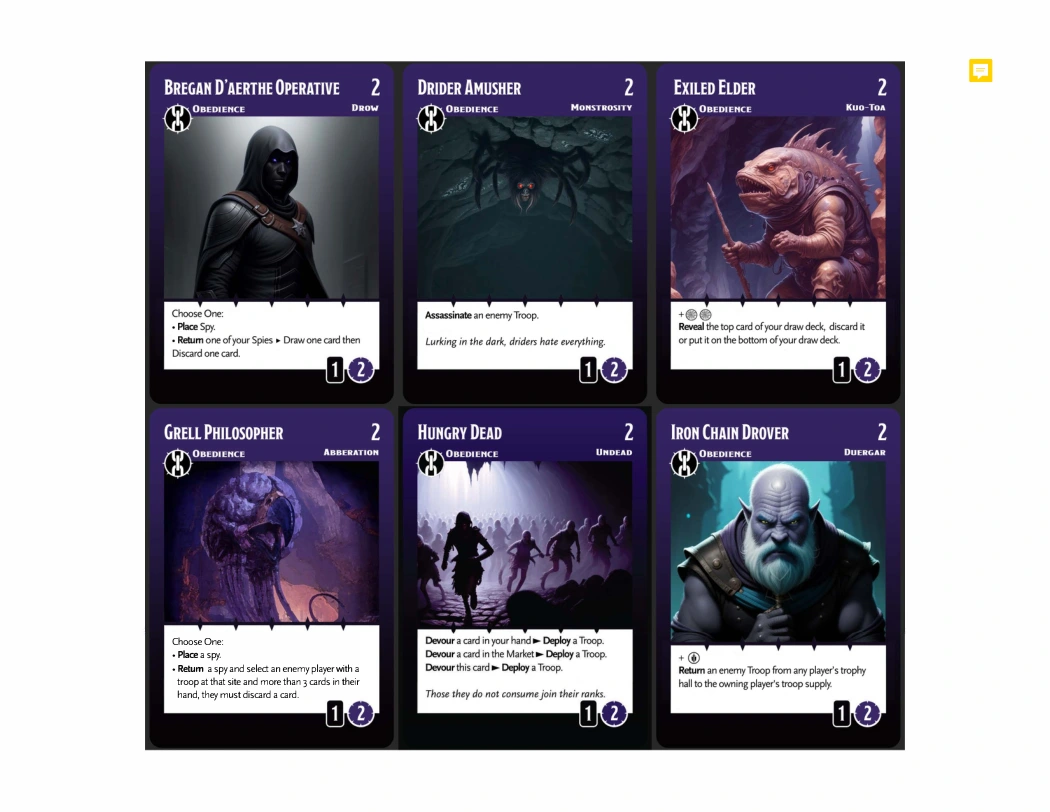 BREGAN D'AERTHE OPERATIVE 2
OBEDIENCE DROW
Choose One:
• Place Spy.
• Return one of your Spies ► Draw one card then
Discard one card.
1 2
DRIDER AMUSHER 2
OBEDIENCE MONSTROSITY
Assassinate an enemy Troop.
Lurking in the dark, driders hate everything.
1 2
EXILED ELDER 2
OBEDIENCE KUO-TOA
+
Reveal the top card of your draw deck, discard it
or put it on the bottom of your draw deck.
1 2
GRELL PHILOSOPHER 2
OBEDIENCE ABBERATION
Choose One:
• Place a spy.
• Return a spy and select an enemy player with a
troop at that site and more than 3 cards in their
hand, they must discard a card.
1 2
HUNGRY DEAD 2
OBEDIENCE UNDEAD
Devour a card in your hand ► Deploy a Troop.
Devour a card in the Market ► Deploy a Troop.
Devour this card ► Deploy a Troop.
Those they do not consume join their ranks.
1 2
IRON CHAIN DROVER 2
OBEDIENCE DUERGAR
+
Return an enemy Troop from any player's trophy
hall to the owning player's troop supply.
1 2